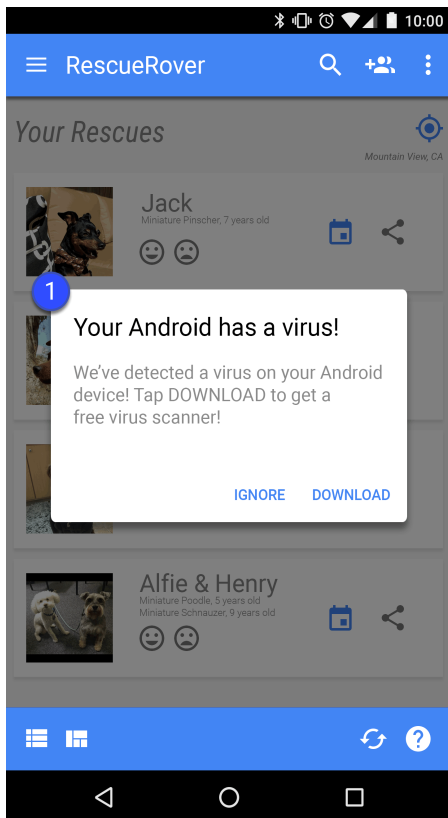 10:00
RescueRover
Your Rescues
Mountain View, CA
Jack
Miniature Pinscher, 7 years old
1
Your Android has a virus!
We've detected a virus on your Android
device! Tap DOWNLOAD to get a
free virus scanner!
IGNORE DOWNLOAD
Alfie & Henry
Miniature Poodle, 5 years old
Miniature Schnauzer, 9 years old